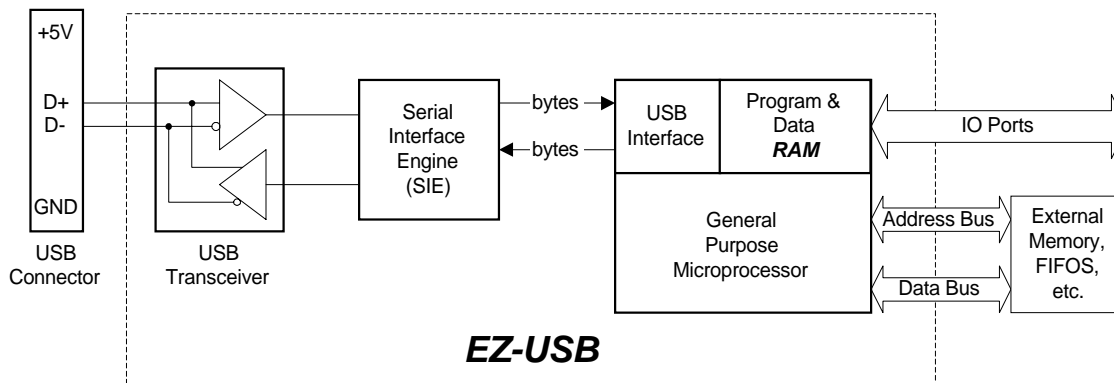 +5V
D+
D-
GND
USB
Connector
USB
Transceiver
Serial
Interface
Engine
(SIE)
bytes
bytes
USB
Interface
Program &
Data
RAM
General
Purpose
Microprocessor
IO Ports
Address Bus
Data Bus
External
Memory,
FIFOS,
etc.
EZ-USB